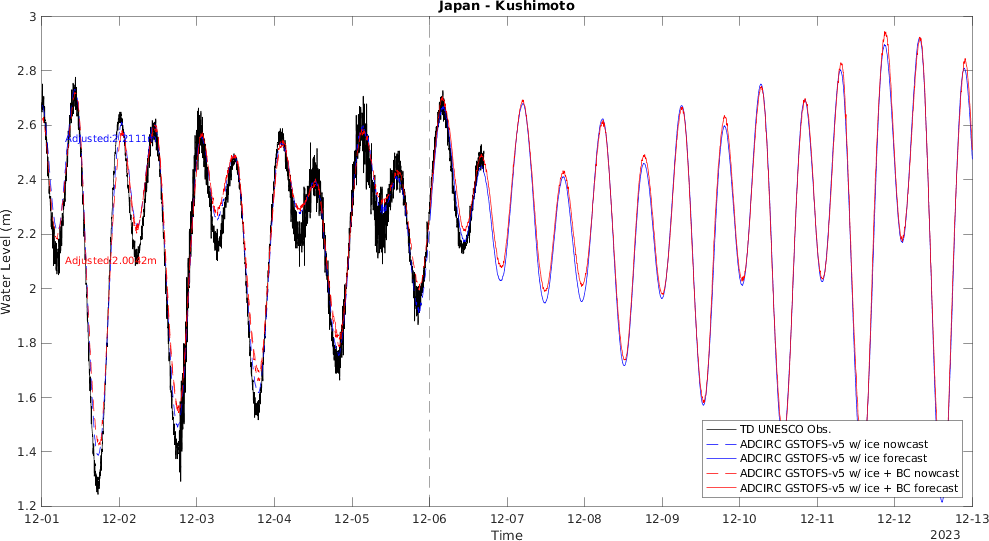 Japan - Kushimoto
3
2.8
2.6
2.4
2.2
2
1.8
1.6
1.4
1.2
Water Level (m)
Adjusted:2.0042m
TD UNESCO Obs.
ADCIRC GSTOFS-v5 w/ ice nowcast
ADCIRC GSTOFS-v5 w/ ice forecast
ADCIRC GSTOFS-v5 w/ ice + BC nowcast
ADCIRC GSTOFS-v5 w/ ice + BC forecast
12-01 12-02 12-03 12-04 12-05 12-06 12-07 12-08 12-09 12-10 12-11 12-12 12-13
Time
2023